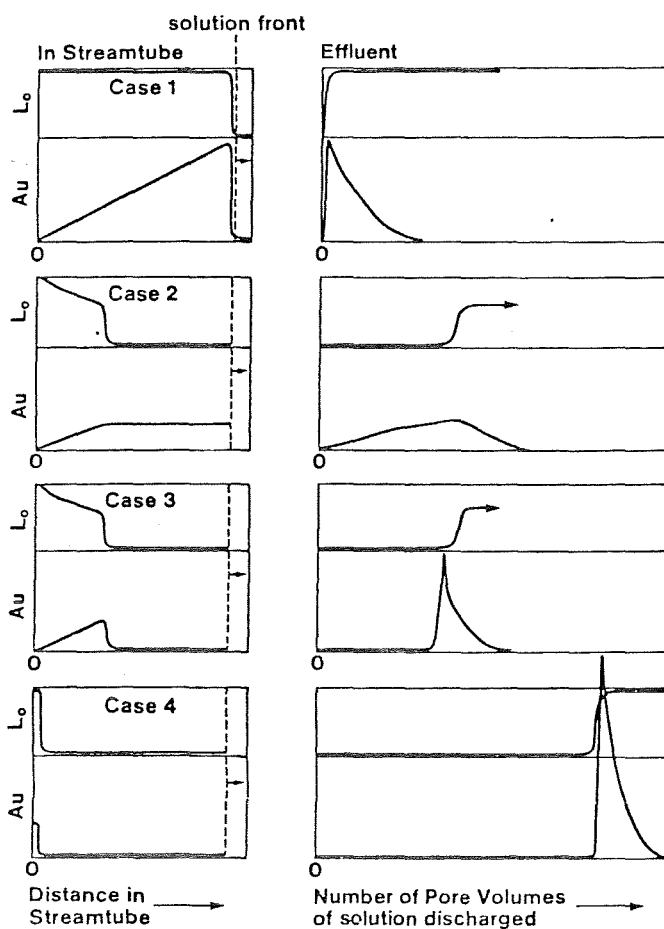 solution front
In Streamtube
Effluent
Case 1
Lo
Au
0
0
Case 2
Lo
Au
0
0
Case 3
Lo
Au
0
0
Case 4
Lo
Au
0
0
Distance in
Streamtube
Number of Pore Volumes
of solution discharged